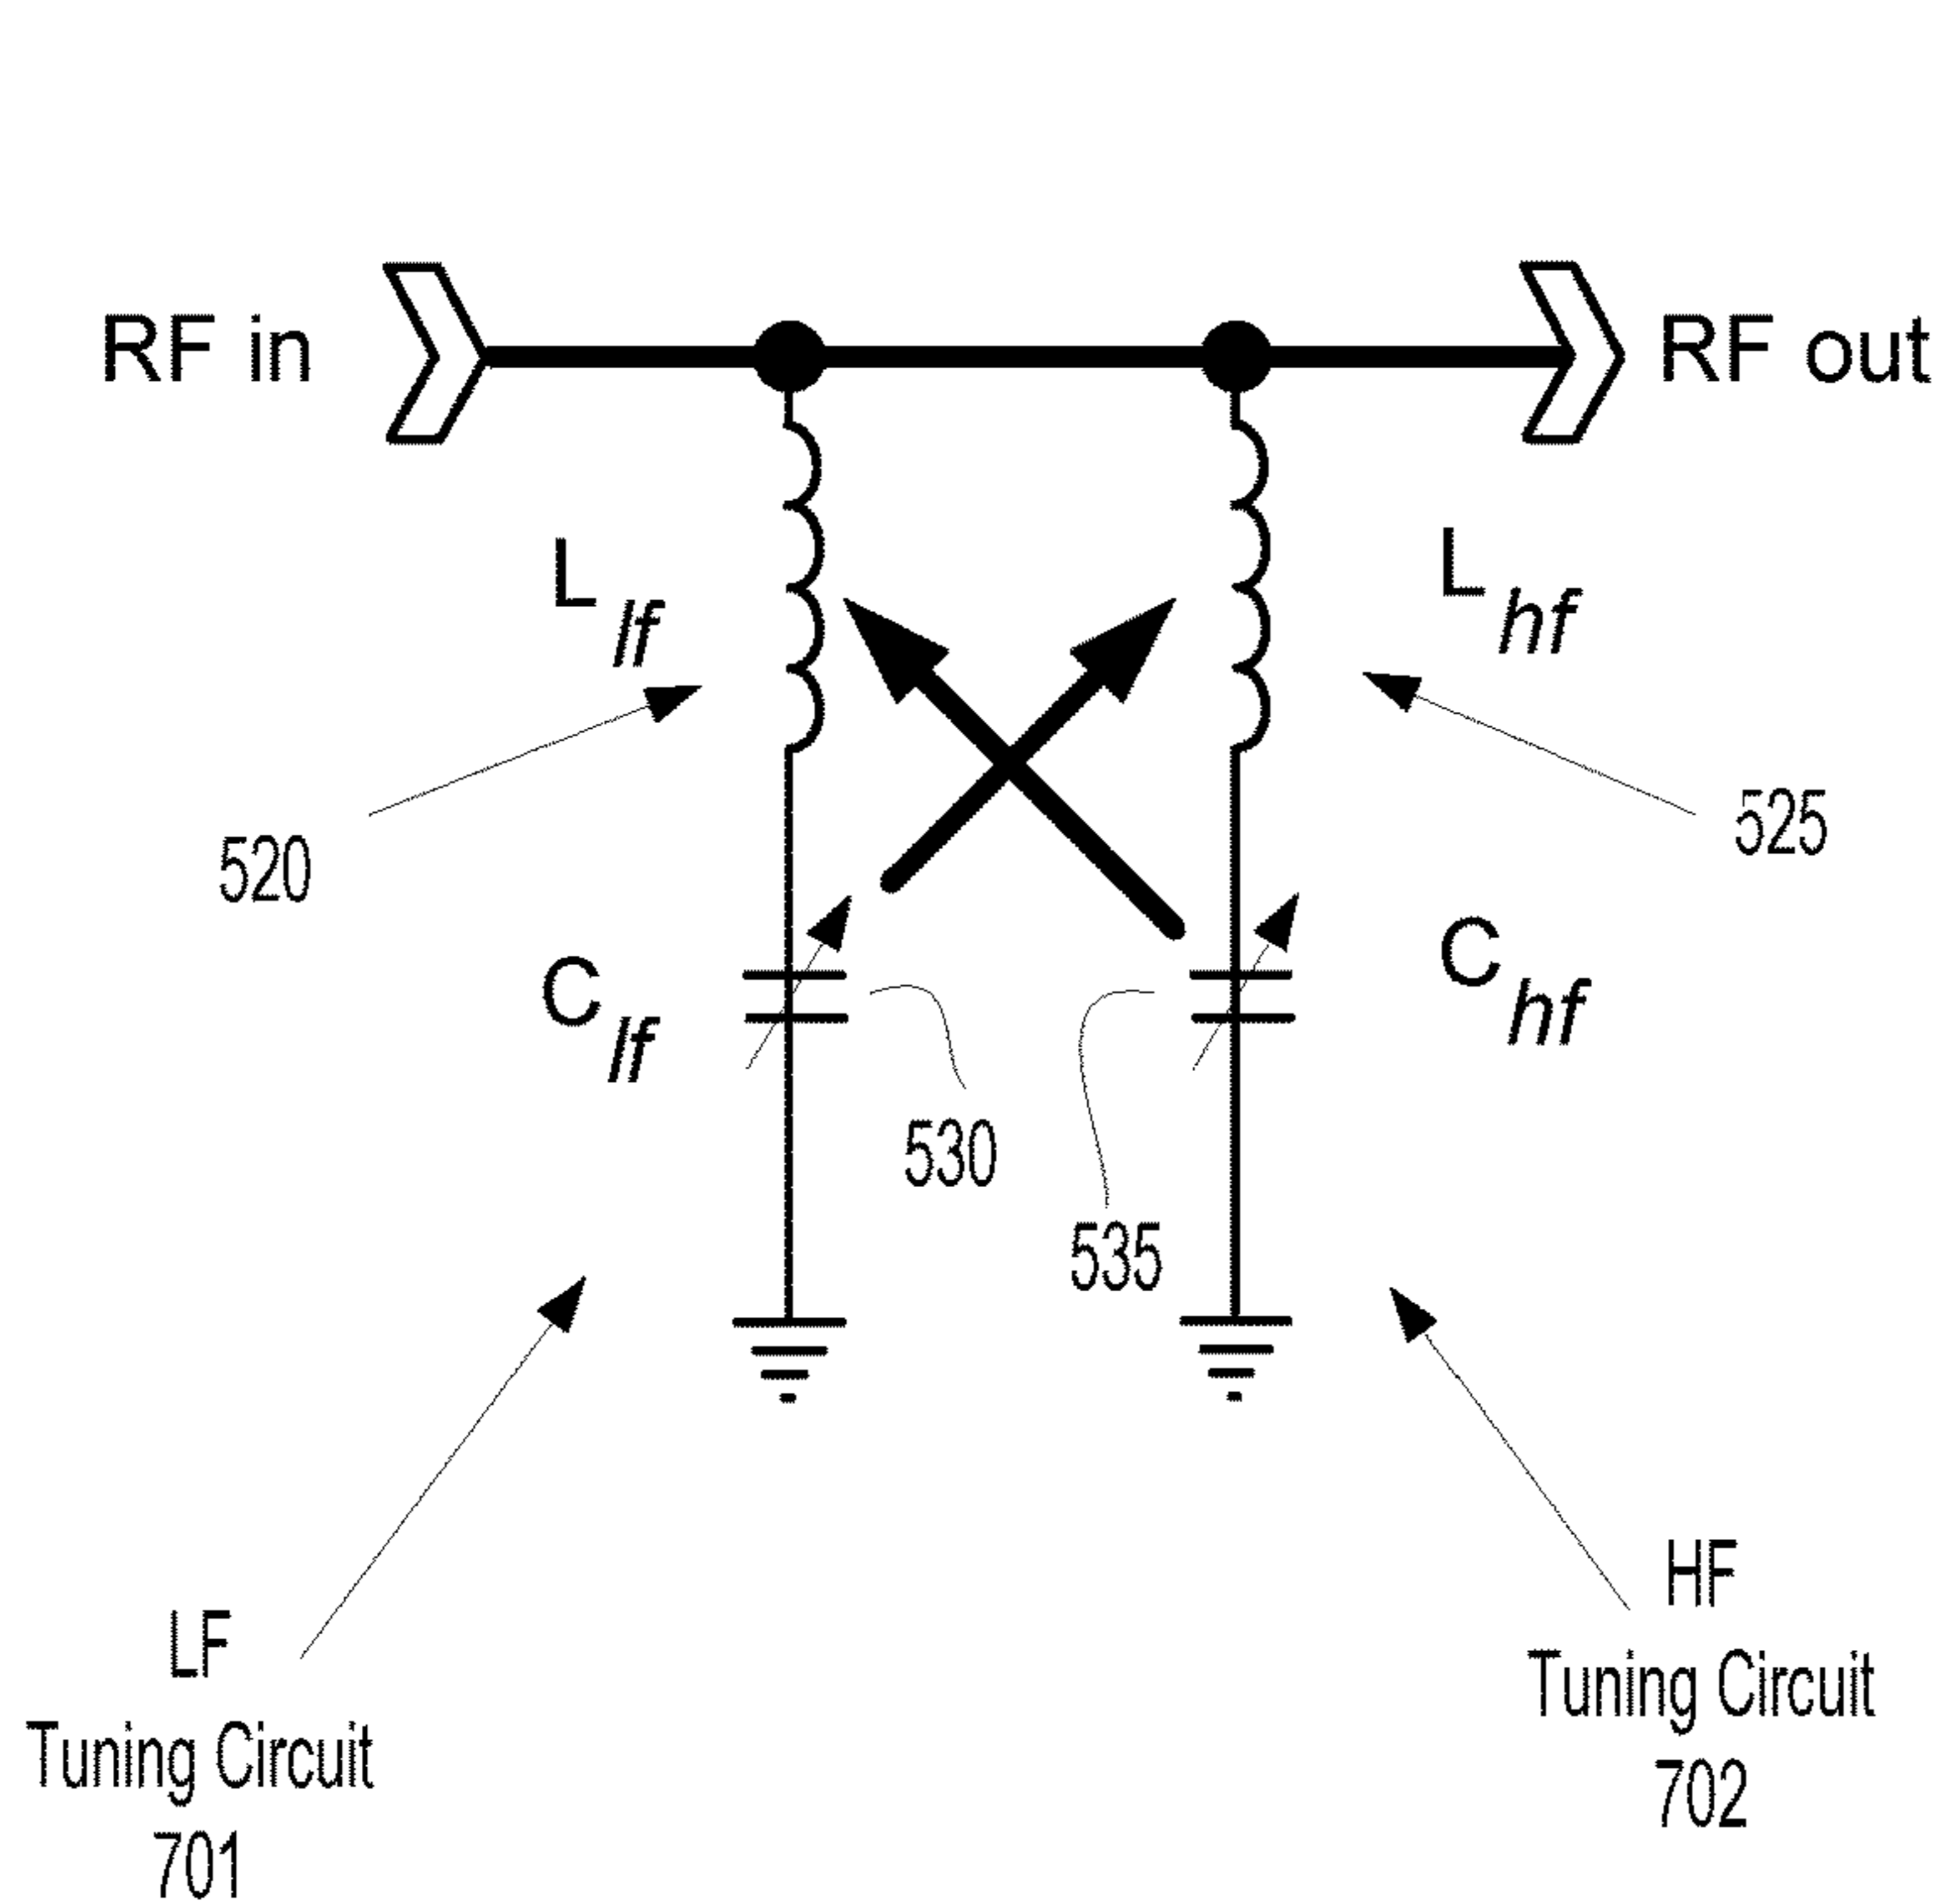 RF in
RF out
L lf
L hf
520
525
C lf
C hf
530
535
LF
Tuning Circuit
701
HF
Tuning Circuit
702